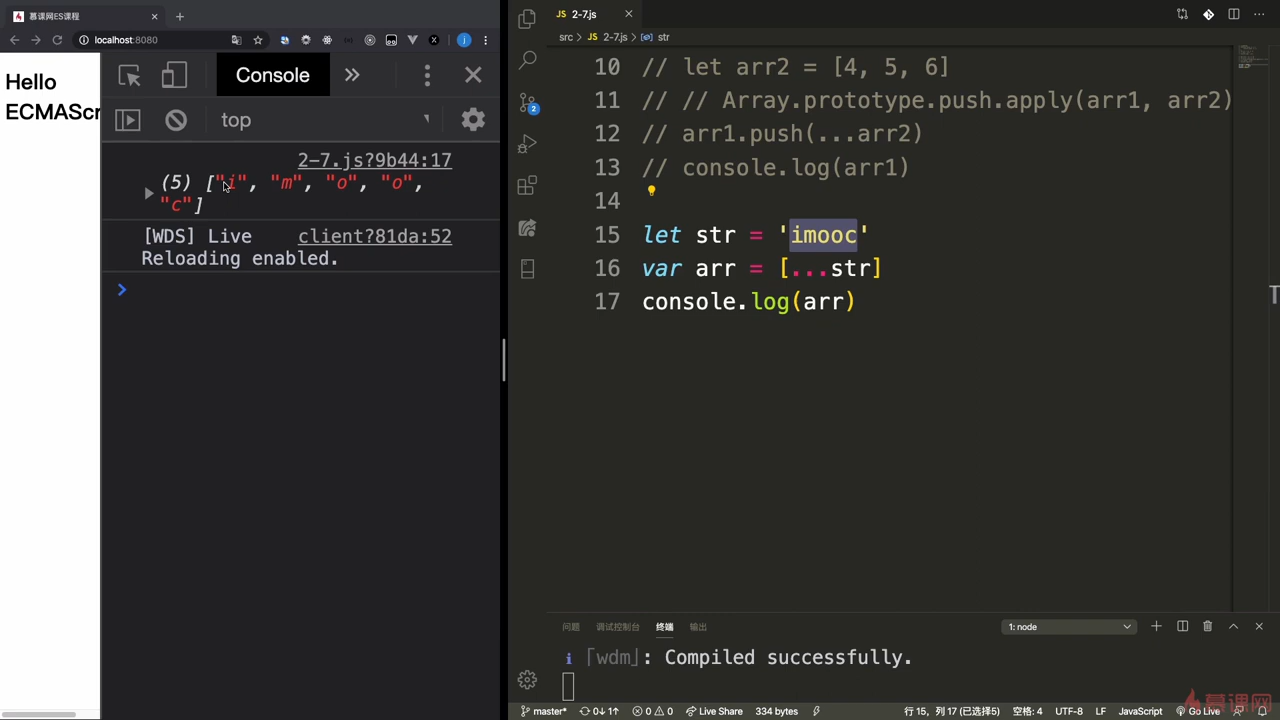 慕课网ES课程
localhost:8080
Hello
ECMAScr
Console
top
2-7.js?9b44:17
(5) ["i", "m", "o", "o",
"c"]
[WDS] Live
client?81da:52
Reloading enabled.
2-7.js
src > 2-7.js > str
10 // let arr2 = [4, 5, 6]
11 // // Array.prototype.push.apply(arr1, arr2)
12 // arr1.push(...arr2)
13 // console.log(arr1)
14
15 let str = 'imooc'
16 var arr = [...str]
17 console.log(arr)
问题 调试控制台 终端 输出
1: node
i ｢wdm｣: Compiled successfully.
master* 0↓ 1↑ 0 0 Live Share 334 bytes 行 15, 列 17 (已选择5) 空格: 4 UTF-8 LF JavaScript Go Live
慕课网